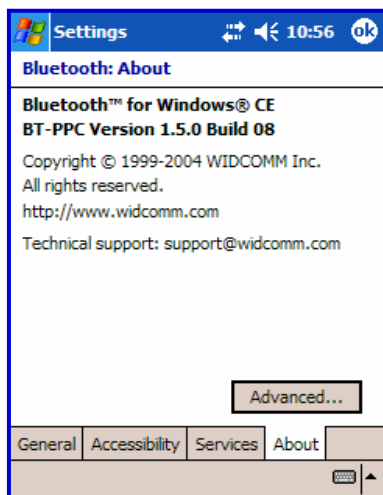 Settings 10:56 ok
Bluetooth: About
Bluetooth™ for Windows® CE
BT-PPC Version 1.5.0 Build 08
Copyright © 1999-2004 WIDCOMM Inc.
All rights reserved.
http://www.widcomm.com
Technical support: support@widcomm.com
Advanced...
General Accessibility Services About